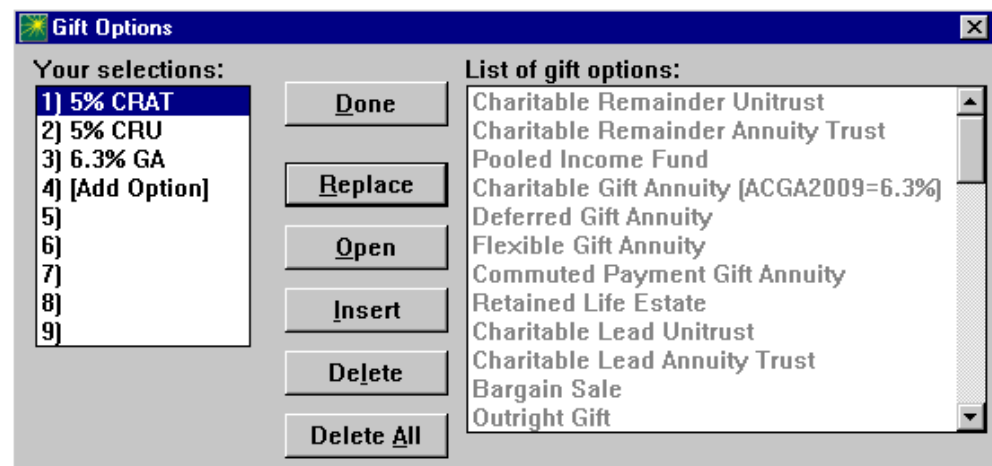 Gift Options
Your selections:
1) 5% CRAT
2) 5% CRU
3) 6.3% GA
4) [Add Option]
5)
6)
7)
8)
9)
Done
Replace
Open
Insert
Delete
Delete All
List of gift options:
Charitable Remainder Unitrust
Charitable Remainder Annuity Trust
Pooled Income Fund
Charitable Gift Annuity (ACGA2009=6.3%)
Deferred Gift Annuity
Flexible Gift Annuity
Commuted Payment Gift Annuity
Retained Life Estate
Charitable Lead Unitrust
Charitable Lead Annuity Trust
Bargain Sale
Outright Gift